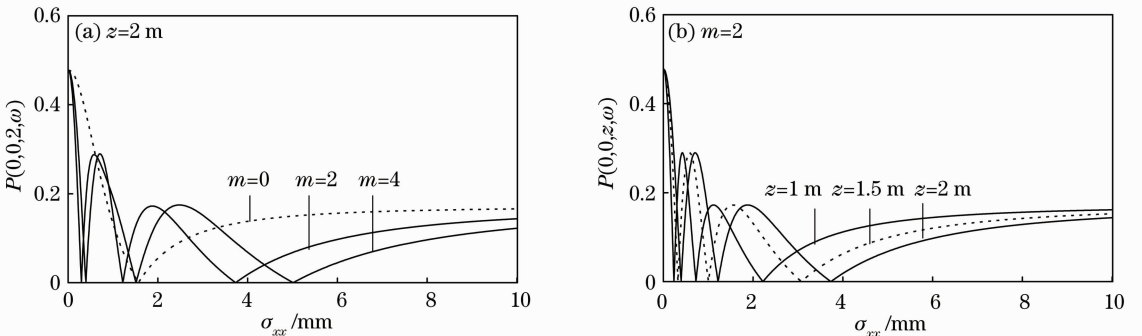 (a) z=2 m
0.6
0.4
0.2
0
P(0,0,2,ω)
m=0 m=2 m=4
0 2 4 6 8 10
σxx /mm
(b) m=2
0.6
0.4
0.2
0
P(0,0,z,ω)
z=1 m z=1.5 m z=2 m
0 2 4 6 8 10
σxx /mm